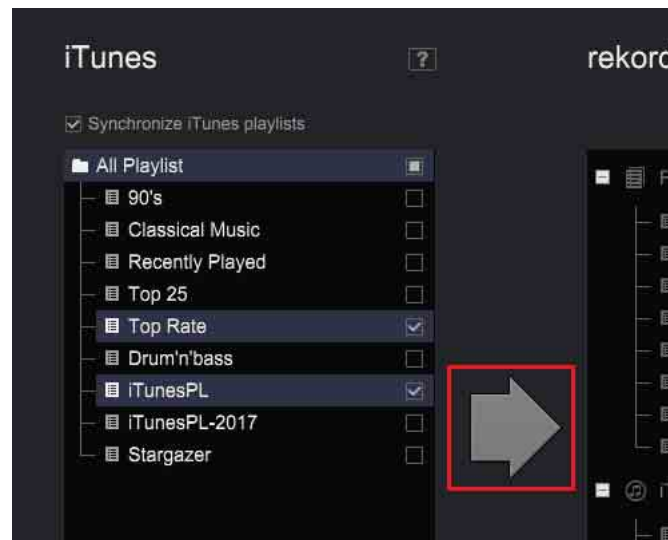 iTunes
?
rekord
Synchronize iTunes playlists
All Playlist
90's
Classical Music
Recently Played
Top 25
Top Rate
Drum'n'bass
iTunesPL
iTunesPL-2017
Stargazer